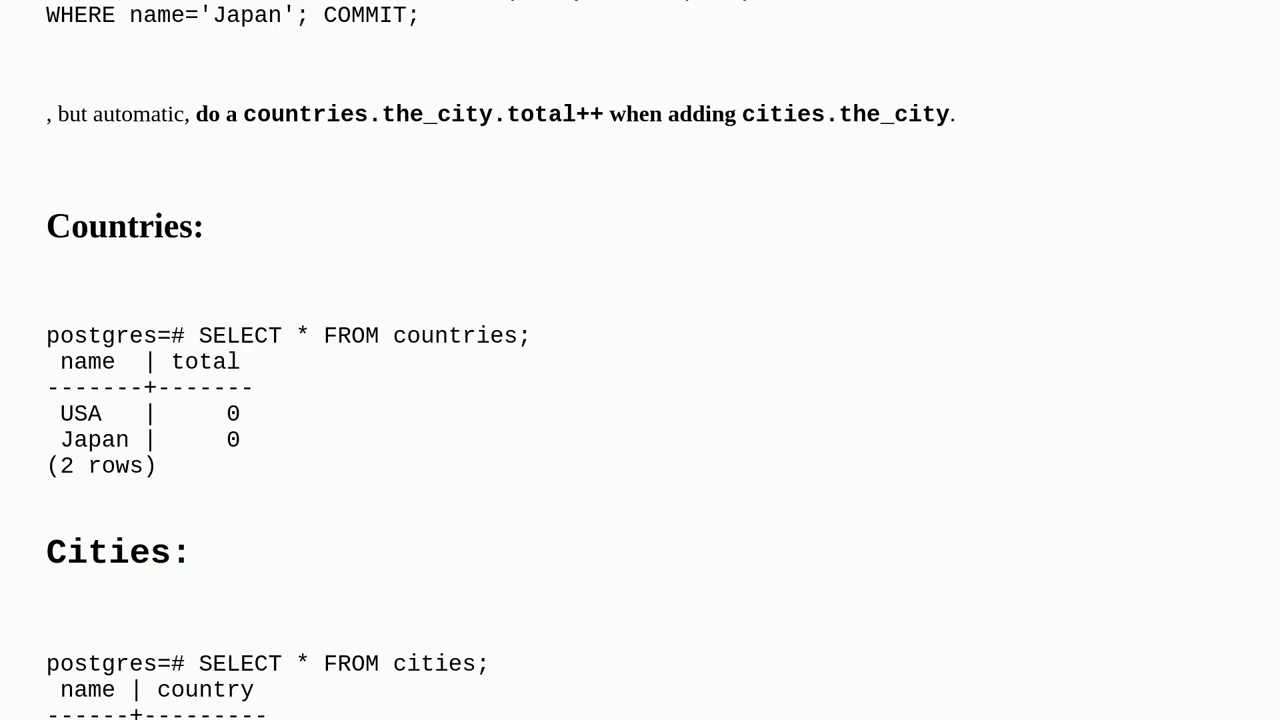 WHERE name='Japan'; COMMIT;
, but automatic, do a countries.the_city.total++ when adding cities.the_city.
Countries:
postgres=# SELECT * FROM countries;
 name  | total
-------+-------
 USA   |     0
 Japan |     0
(2 rows)
Cities:
postgres=# SELECT * FROM cities;
 name | country
------+---------